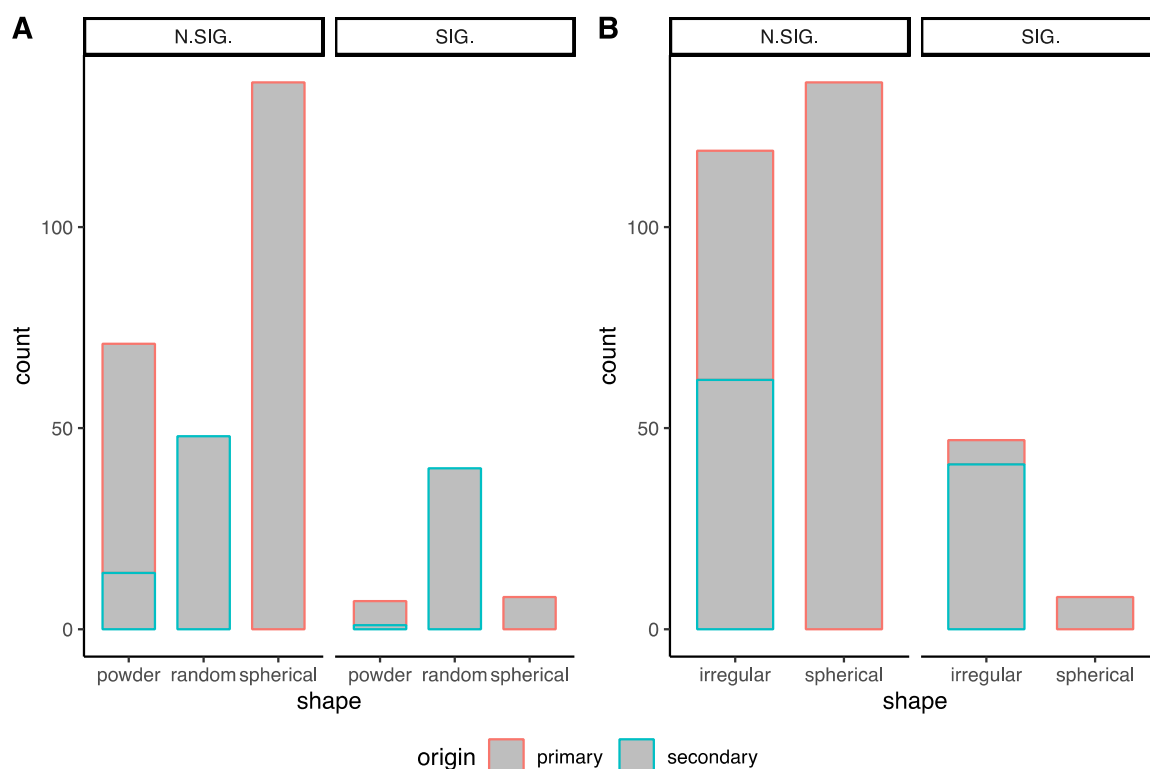 A
B
N.SIG.
SIG.
N.SIG.
SIG.
count
100
50
0
count
100
50
0
powder random spherical
powder random spherical
irregular spherical
irregular spherical
shape
shape
origin primary secondary